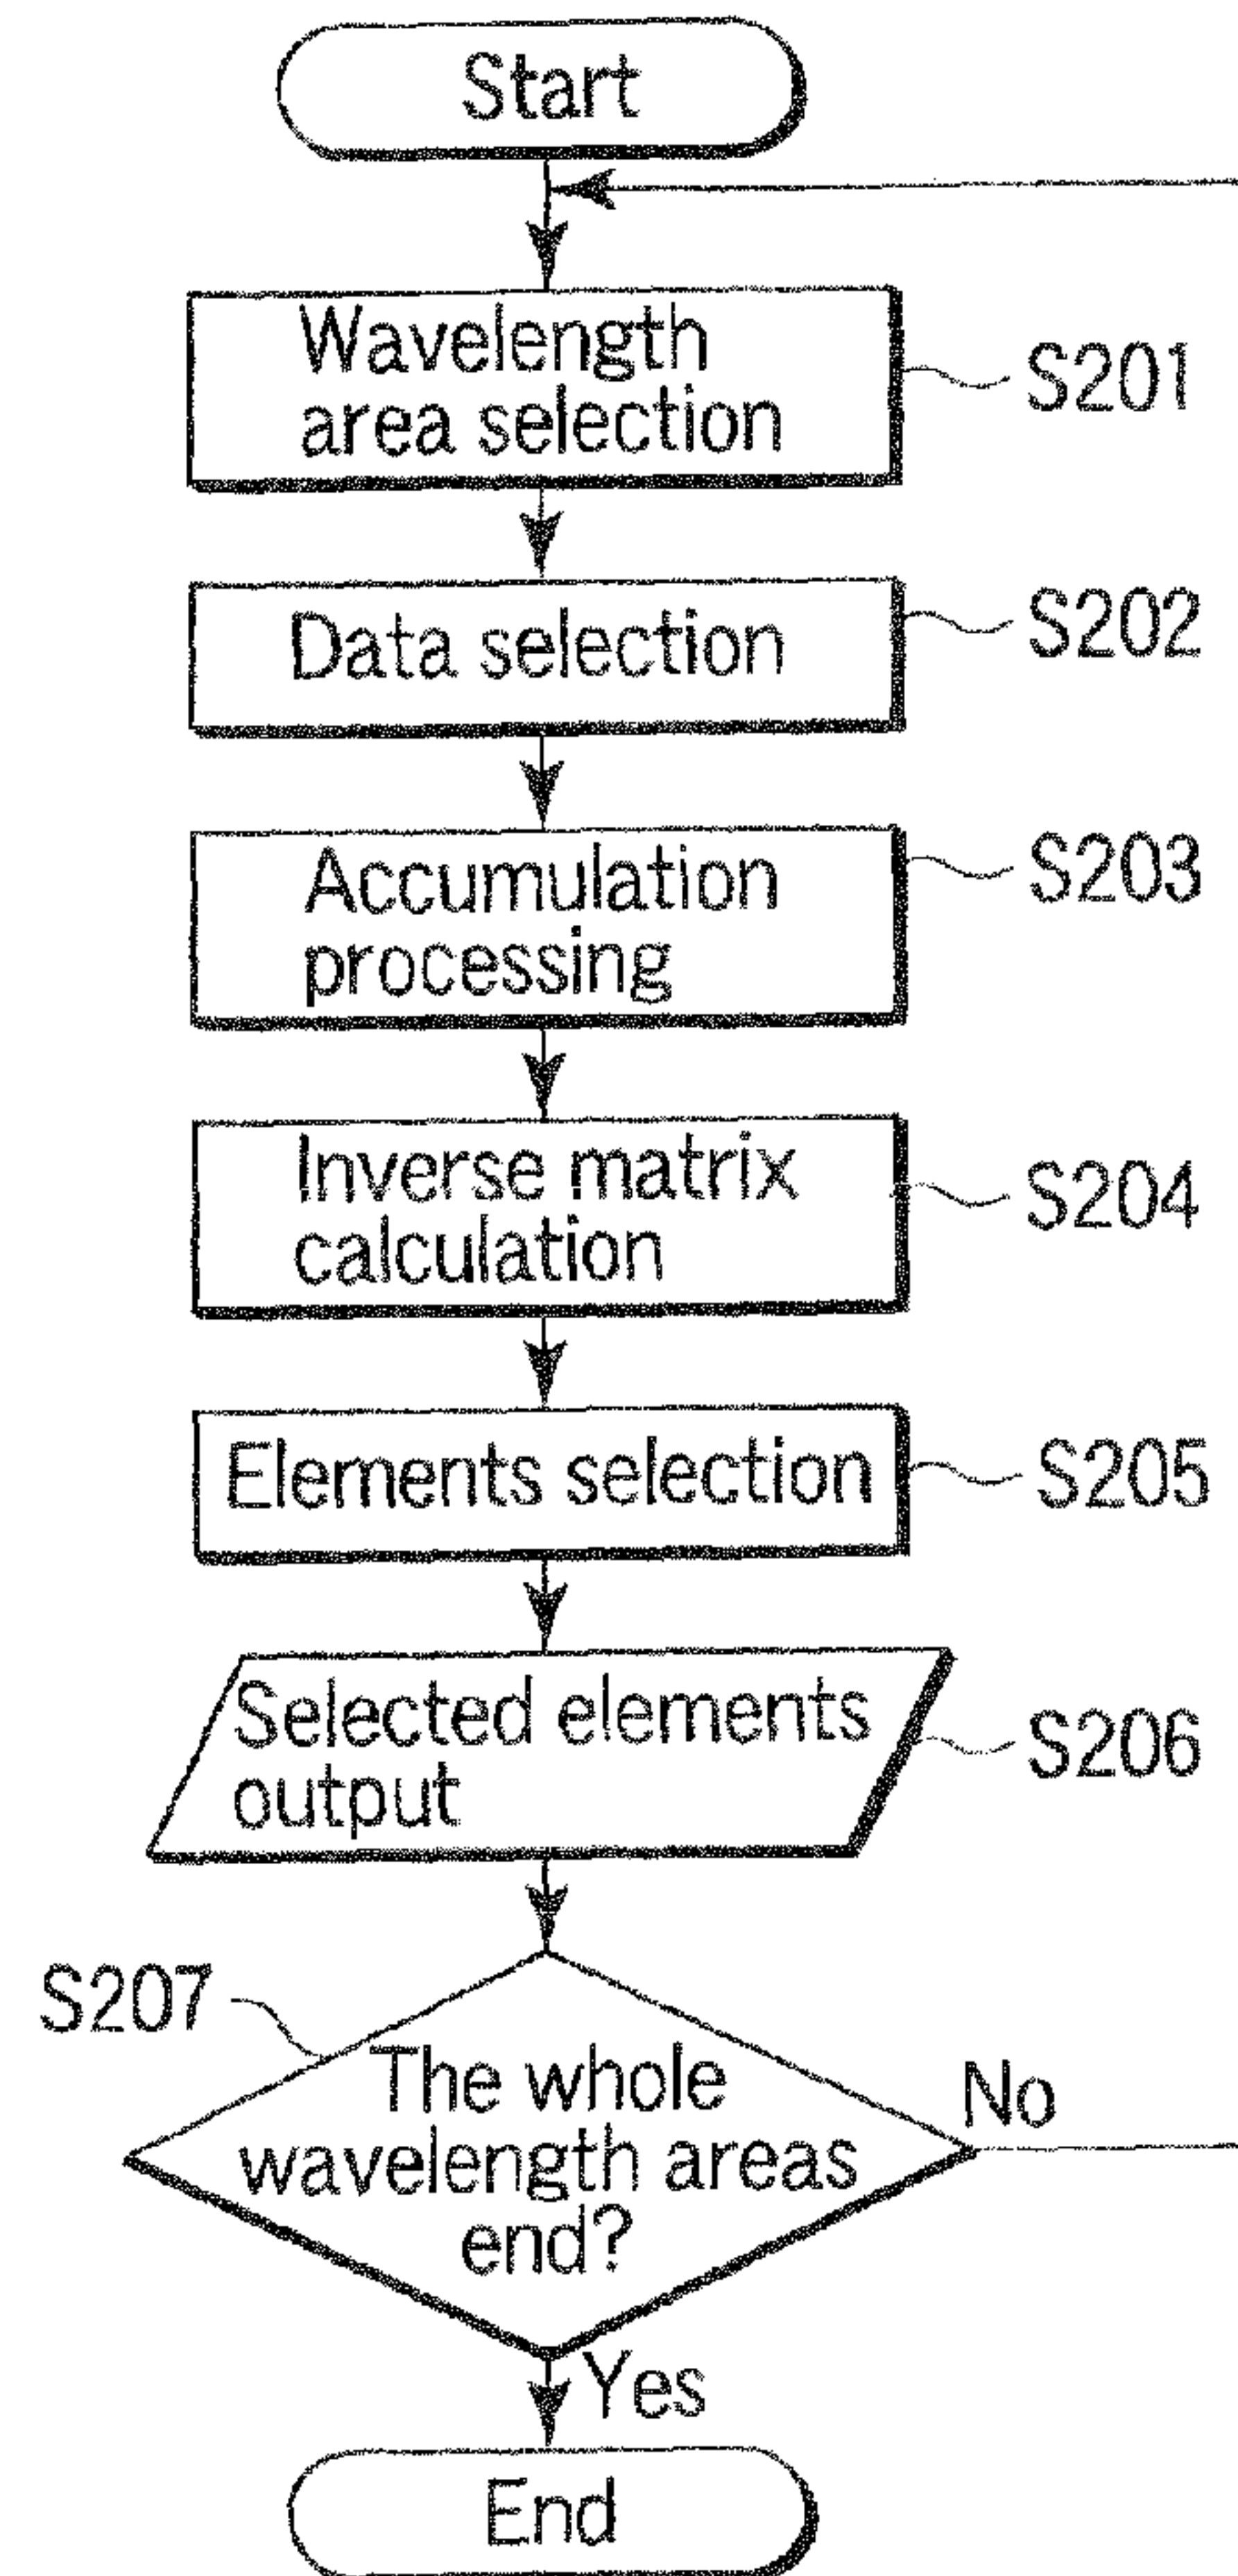 Start
Wavelength
area selection
S201
Data selection
S202
Accumulation
processing
S203
Inverse matrix
calculation
S204
Elements selection
S205
Selected elements
output
S206
S207
The whole
wavelength areas
end?
No
Yes
End